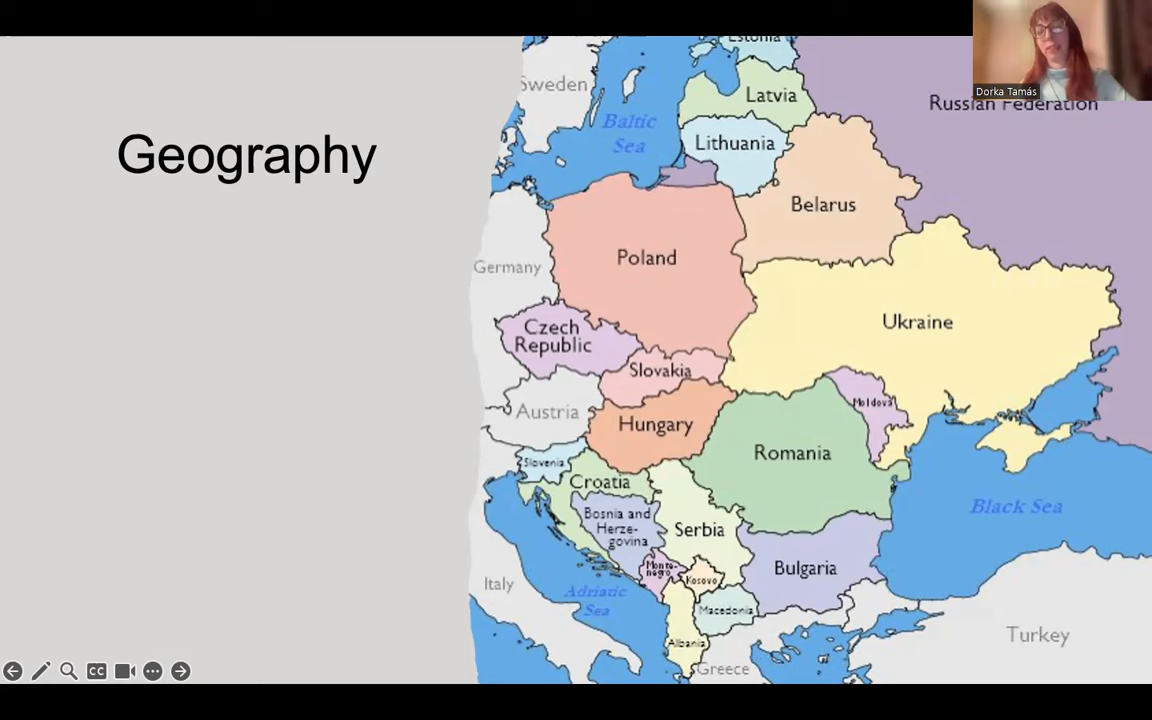 Geography
Estonia
Sweden
Latvia
Russian Federation
Dorka Tamás
Baltic
Sea
Lithuania
Belarus
Poland
Germany
Ukraine
Czech
Republic
Slovakia
Austria
Moldova
Hungary
Romania
Slovenia
Croatia
Black Sea
Bosnia and
Herze-
govina
Serbia
Monte-
negro
Kosovo
Bulgaria
Italy
Adriatic
Sea
Macedonia
Albania
Turkey
Greece
CC